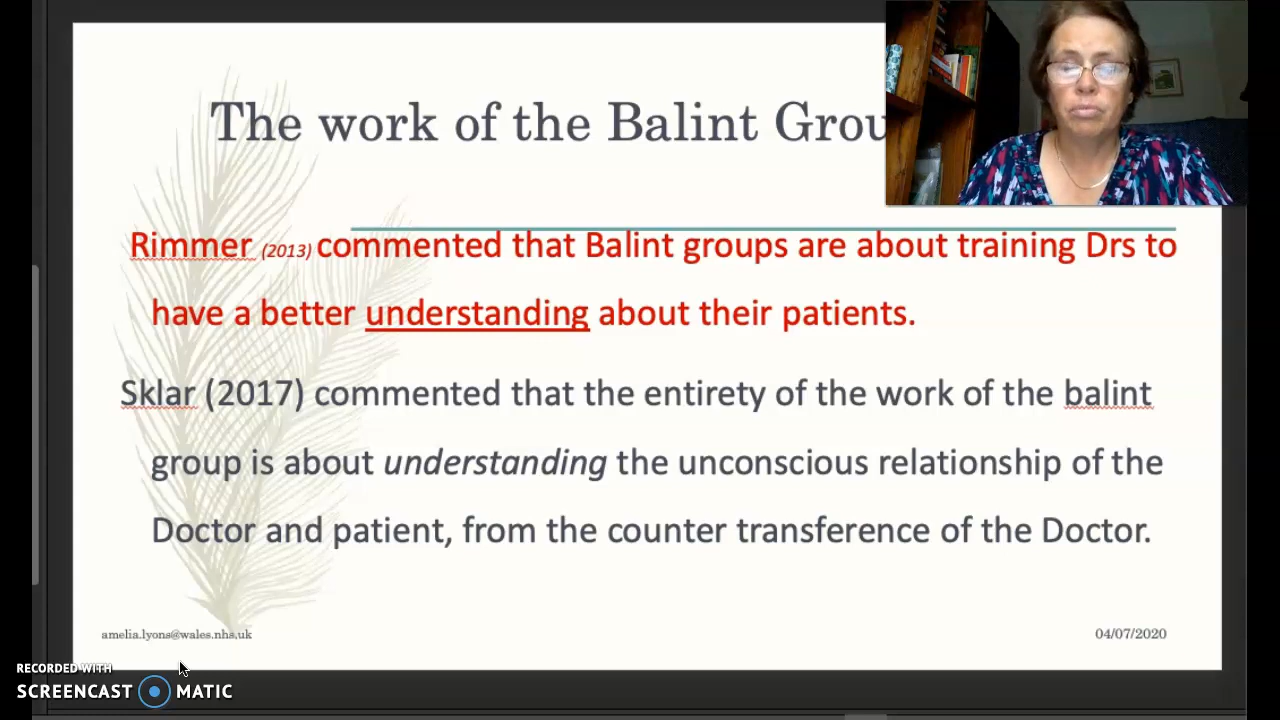 The work of the Balint Grou
Rimmer (2013) commented that Balint groups are about training Drs to
have a better understanding about their patients.
Sklar (2017) commented that the entirety of the work of the balint
group is about understanding the unconscious relationship of the
Doctor and patient, from the counter transference of the Doctor.
amelia.lyons@wales.nhs.uk
04/07/2020
RECORDED WITH
SCREENCAST MATIC